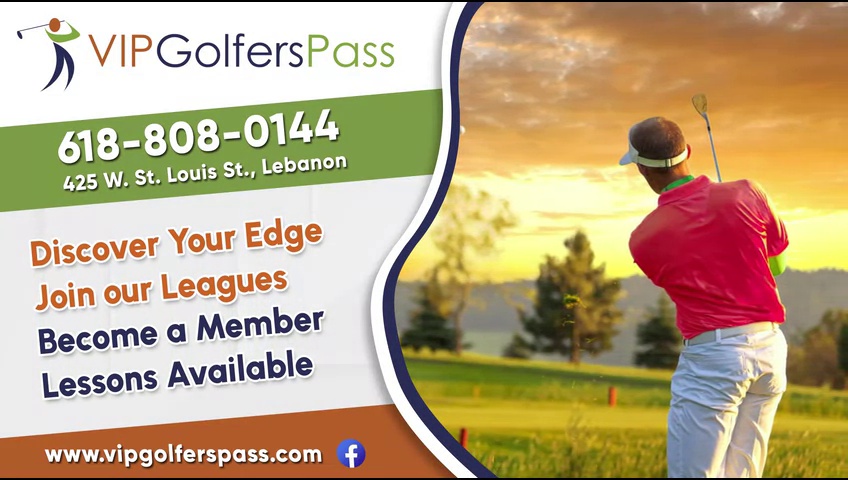 VIPGolfersPass
618-808-0144
425 W. St. Louis St., Lebanon
Discover Your Edge
Join our Leagues
Become a Member
Lessons Available
www.vipgolferspass.com